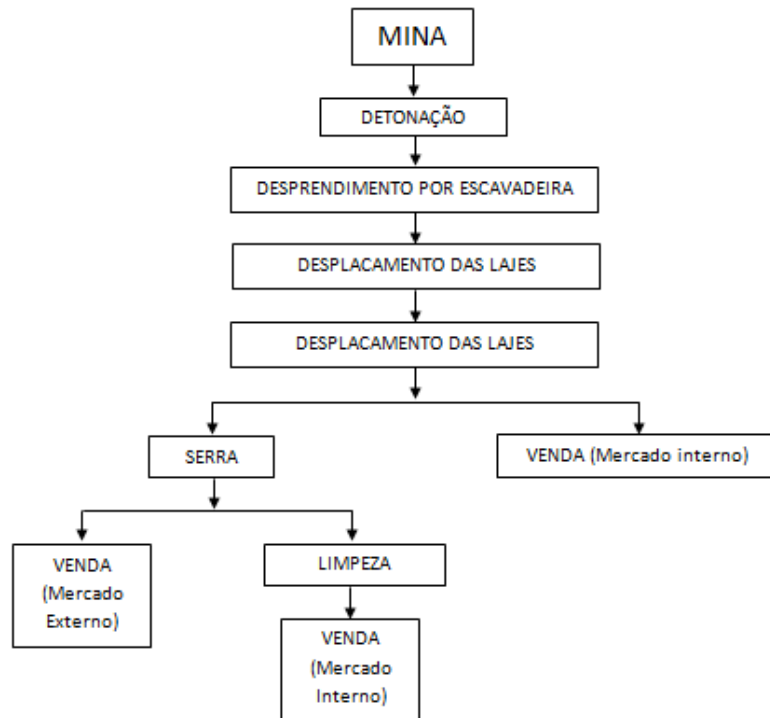 MINA
DETONAÇÃO
DESPRENDIMENTO POR ESCAVADEIRA
DESPLACAMENTO DAS LAJES
DESPLACAMENTO DAS LAJES
SERRA
VENDA (Mercado interno)
VENDA
(Mercado
Externo)
LIMPEZA
VENDA
(Mercado
Interno)